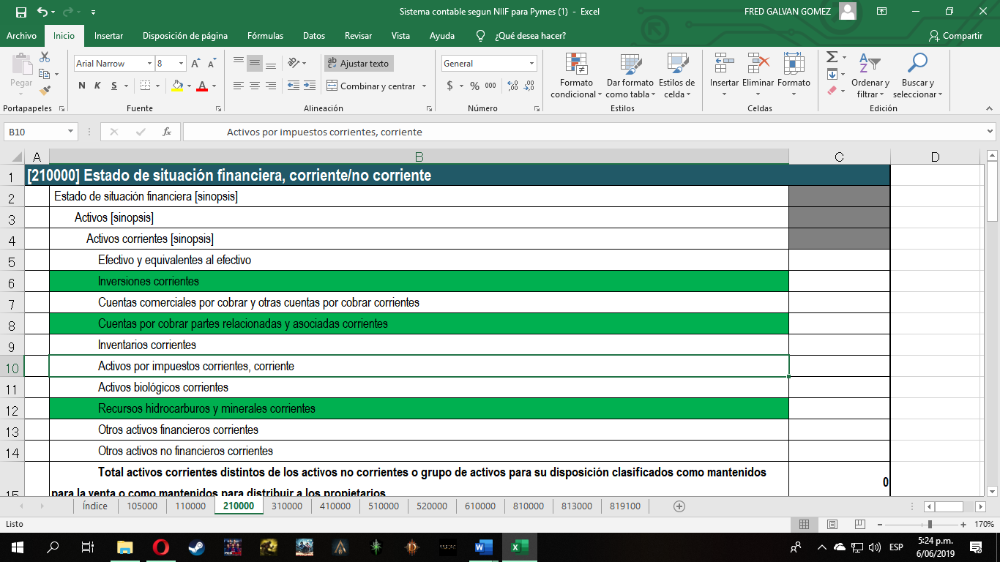 Sistema contable segun NIIF para Pymes (1) - Excel
FRED GALVAN GOMEZ
Archivo Inicio Insertar Disposición de página Fórmulas Datos Revisar Vista Ayuda ¿Qué desea hacer? Compartir
Pegar
Portapapeles
Arial Narrow 8
N K S
Fuente
Ajustar texto
Combinar y centrar
Alineación
General
$ % 000
Número
Formato condicional
Dar formato como tabla
Estilos de celda
Estilos
Insertar Eliminar Formato
Celdas
Ordenar y filtrar
Buscar y seleccionar
Edición
B10 fx Activos por impuestos corrientes, corriente
A B C D
1 [210000] Estado de situación financiera, corriente/no corriente
2 Estado de situación financiera [sinopsis]
3 Activos [sinopsis]
4 Activos corrientes [sinopsis]
5 Efectivo y equivalentes al efectivo
6 Inversiones corrientes
7 Cuentas comerciales por cobrar y otras cuentas por cobrar corrientes
8 Cuentas por cobrar partes relacionadas y asociadas corrientes
9 Inventarios corrientes
10 Activos por impuestos corrientes, corriente
11 Activos biológicos corrientes
12 Recursos hidrocarburos y minerales corrientes
13 Otros activos financieros corrientes
14 Otros activos no financieros corrientes
15 Total activos corrientes distintos de los activos no corrientes o grupo de activos para su disposición clasificados como mantenidos
para la venta o como mantenidos para distribuir a los propietarios 0
Índice 105000 110000 210000 310000 410000 510000 520000 610000 810000 813000 819100
Listo 170%
ESP
5:24 p.m.
6/06/2019